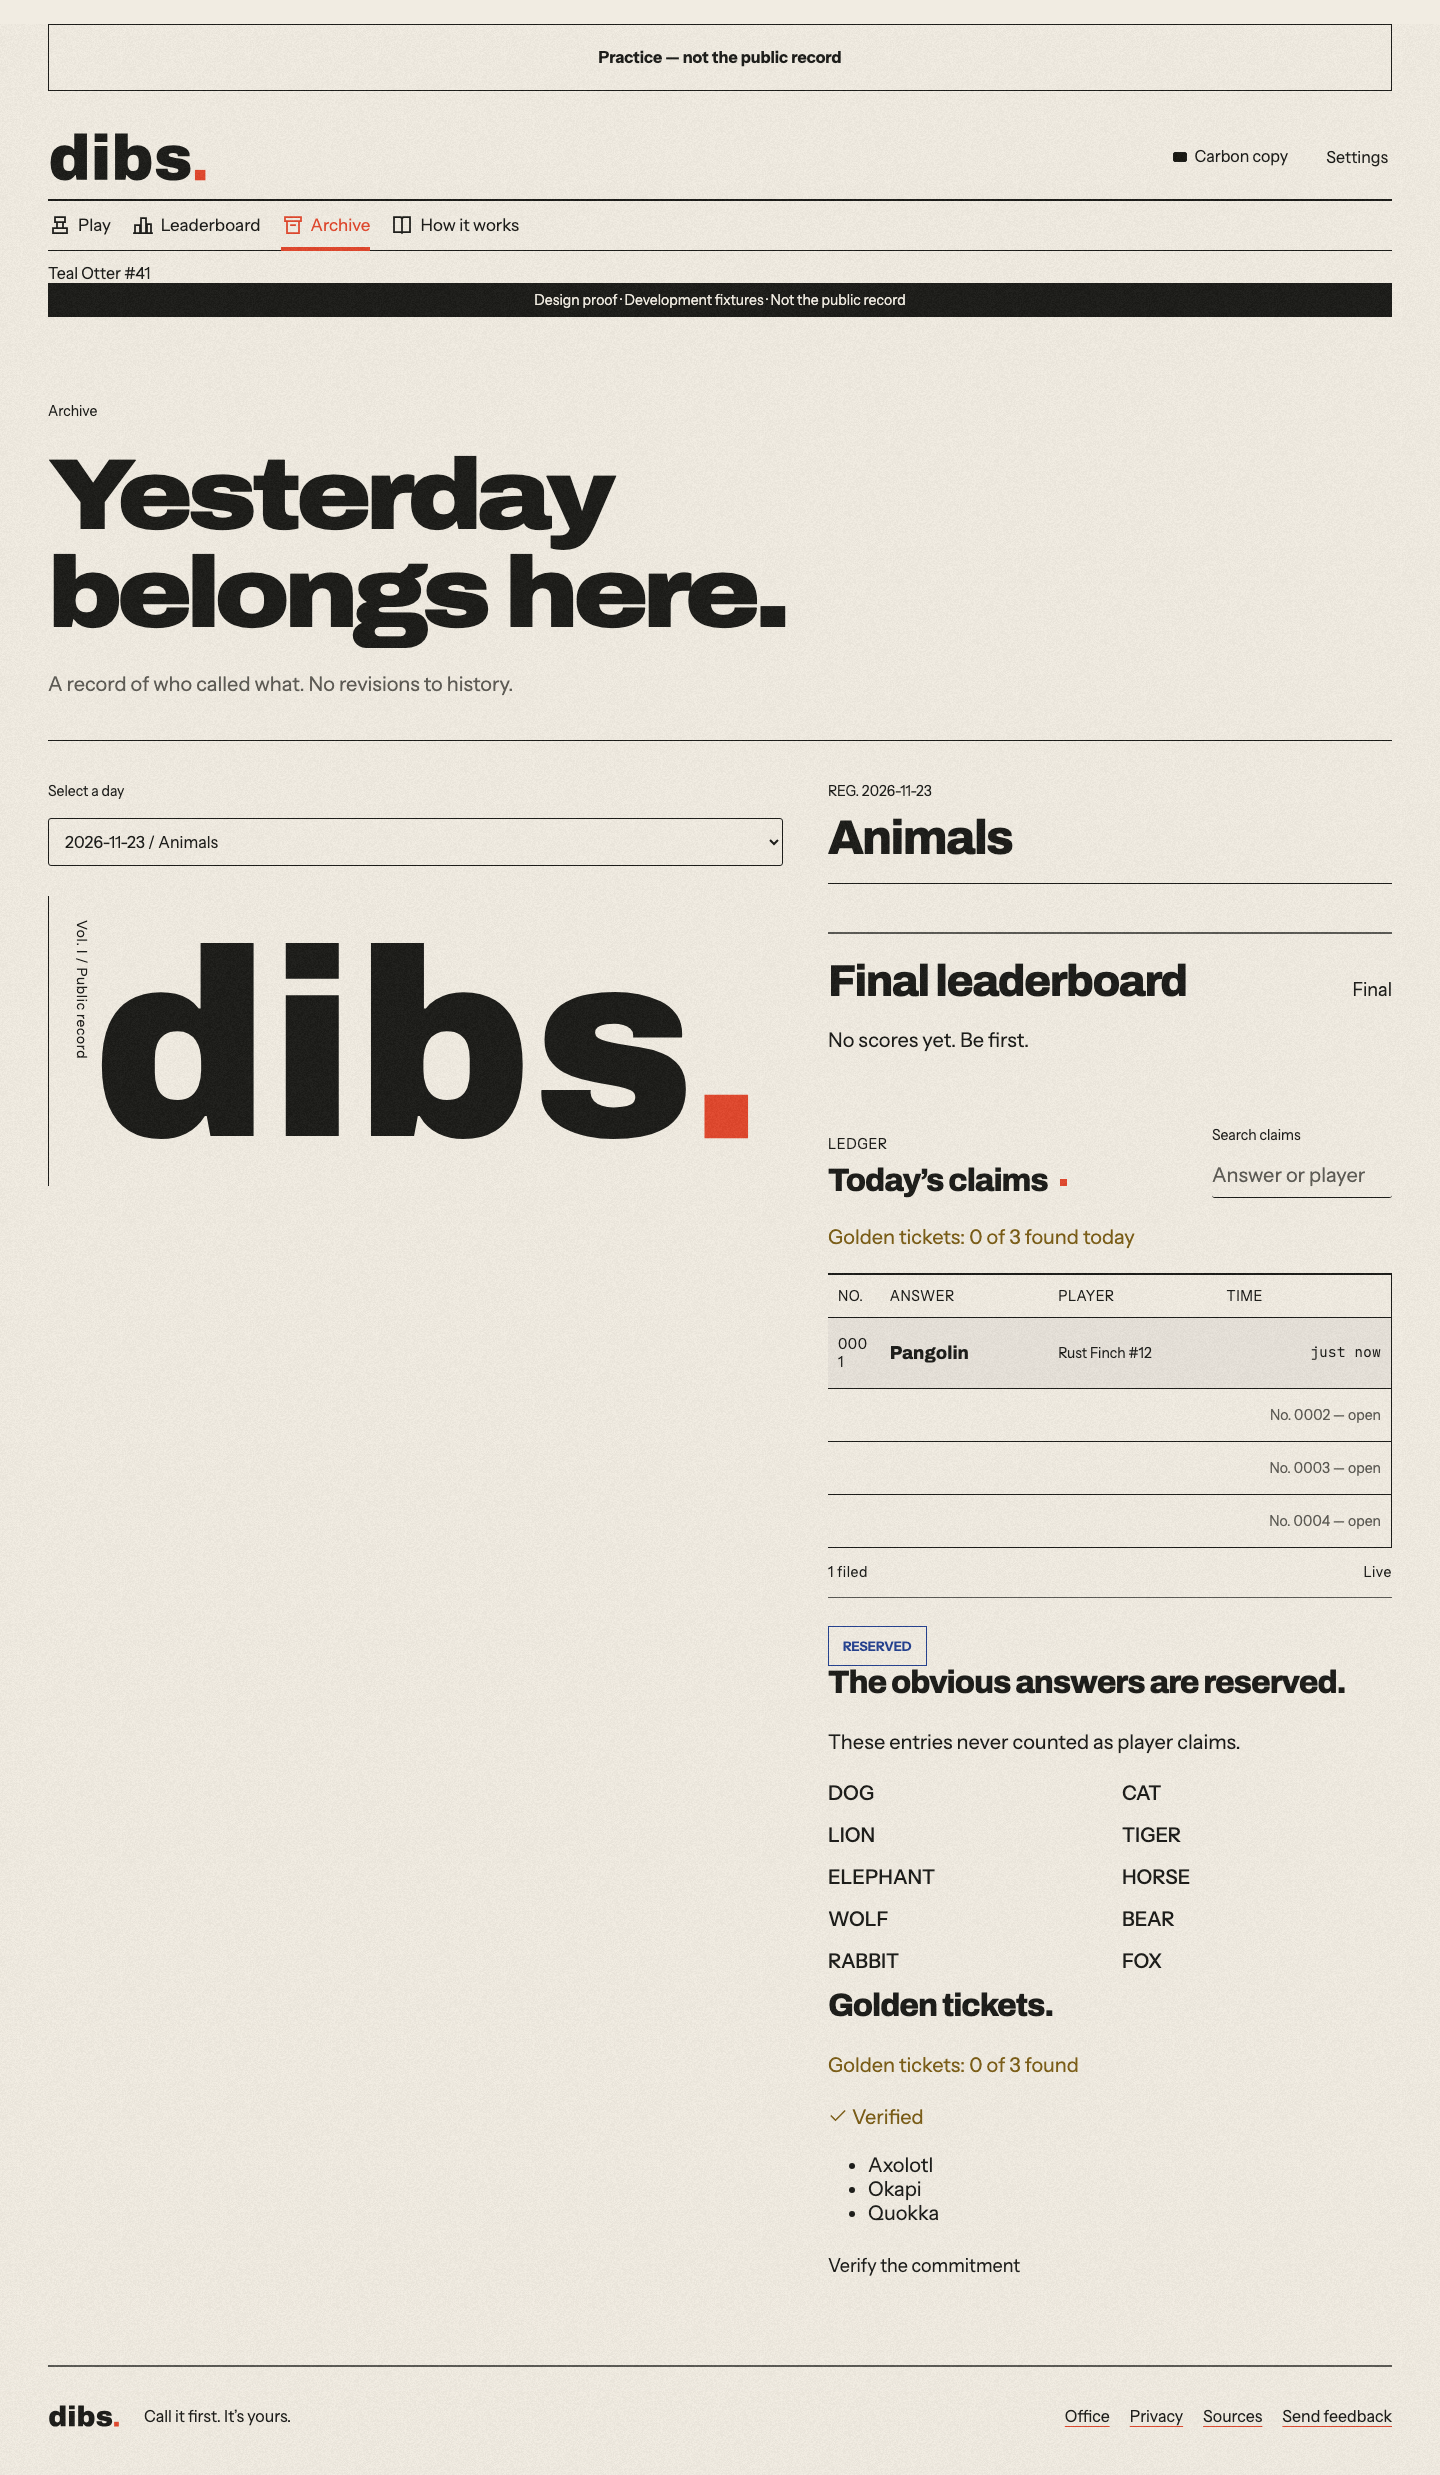 Practice — not the public record
dibs.
Carbon copy
Settings
Play
Leaderboard
Archive
How it works
Teal Otter #41
Design proof · Development fixtures · Not the public record
Archive
Yesterday
belongs here.
A record of who called what. No revisions to history.
Select a day
2026-11-23 / Animals
Vol. I / Public record
dibs.
REG. 2026-11-23
Animals
Final leaderboard
Final
No scores yet. Be first.
LEDGER
Today’s claims
Search claims
Answer or player
Golden tickets: 0 of 3 found today
NO. ANSWER PLAYER TIME
000
1
Pangolin
Rust Finch #12
just now
No. 0002 — open
No. 0003 — open
No. 0004 — open
1 filed
Live
RESERVED
The obvious answers are reserved.
These entries never counted as player claims.
DOG CAT
LION TIGER
ELEPHANT HORSE
WOLF BEAR
RABBIT FOX
Golden tickets.
Golden tickets: 0 of 3 found
Verified
Axolotl
Okapi
Quokka
Verify the commitment
dibs.
Call it first. It’s yours.
Office Privacy Sources Send feedback